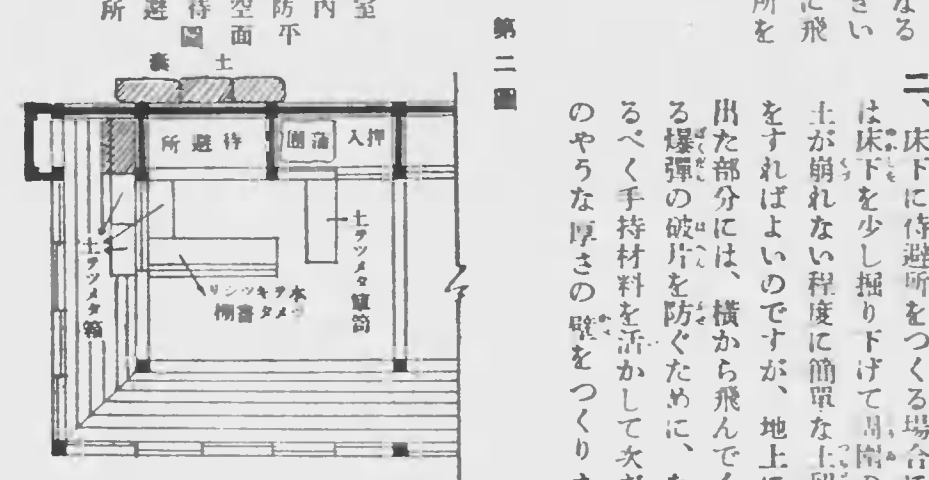 なる
さい
に飛
所を
二、床下に待避所をつくる場合に
は床下を少し掘り下げて周囲の
土が崩れない程度に簡單な土留
をすればよいのですが、地上に
出た部分には、横から飛んでく
る爆彈の破片を防ぐために、な
るべく手持材料を活かして次が
のやうな厚さの壁をつくりま
第二圖
室内防空待避所
平面圖
土嚢
待避所
蒲團
押入
土ヲツメタ箱
土ヲツメタ簞笥
本ヲギツシリ
ツメタ書棚